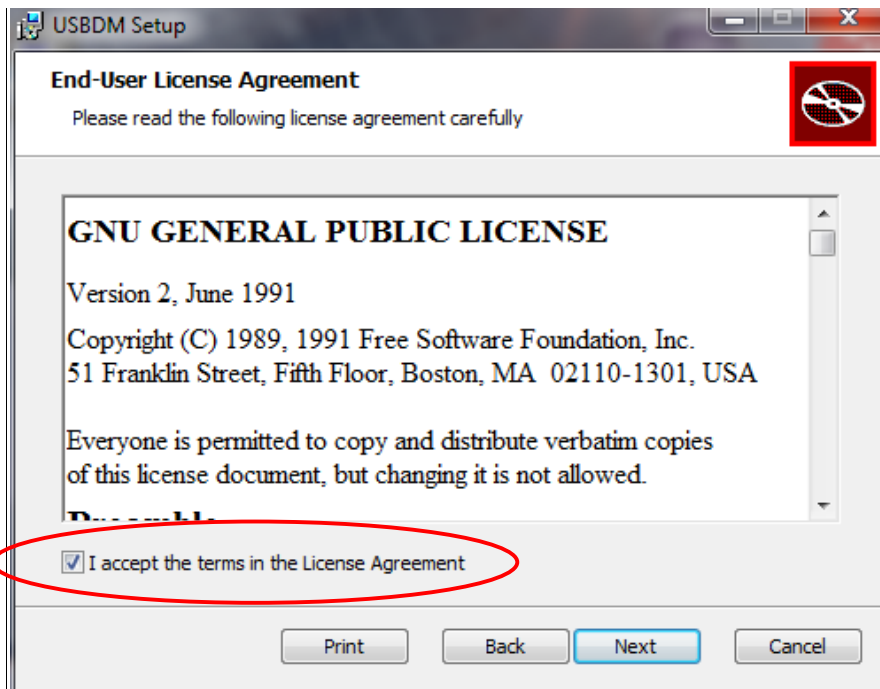 USBDM Setup
End-User License Agreement
Please read the following license agreement carefully
GNU GENERAL PUBLIC LICENSE
Version 2, June 1991
Copyright (C) 1989, 1991 Free Software Foundation, Inc.
51 Franklin Street, Fifth Floor, Boston, MA  02110-1301, USA
Everyone is permitted to copy and distribute verbatim copies
of this license document, but changing it is not allowed.
Preamble
I accept the terms in the License Agreement
Print Back Next Cancel